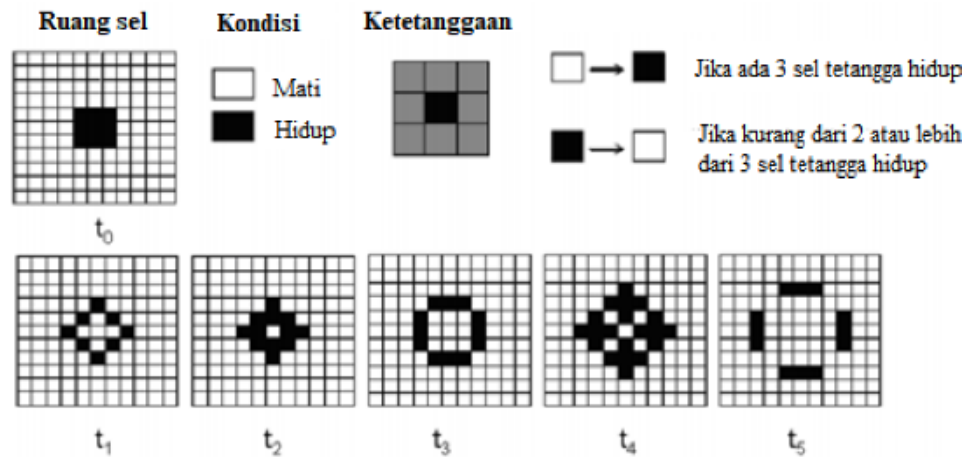 Ruang sel
Kondisi
Ketetanggaan
Mati
Hidup
Jika ada 3 sel tetangga hidup
Jika kurang dari 2 atau lebih
dari 3 sel tetangga hidup
t0
t1
t2
t3
t4
t5